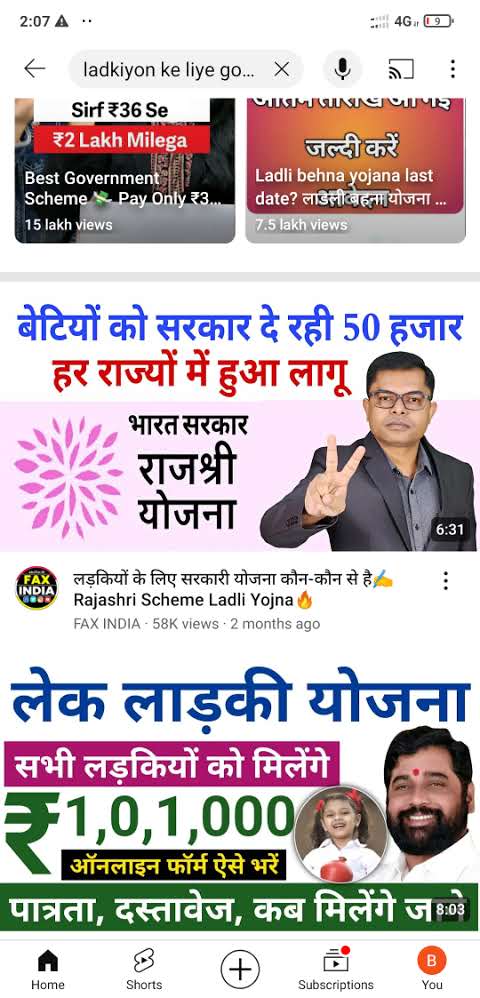 2:07
4G 9
ladkiyon ke liye go...
Sirf ₹36 Se
₹2 Lakh Milega
Best Government
Scheme 💸 Pay Only ₹3...
15 lakh views
अंतिम तारीख आ गई
जल्दी करें
आवेदन
Ladli behna yojana last
date? लाडली बहना योजना ...
7.5 lakh views
बेटियों को सरकार दे रही 50 हजार
हर राज्यों में हुआ लागू
भारत सरकार
राजश्री
योजना
6:31
FAX
INDIA
लड़कियों के लिए सरकारी योजना कौन-कौन से है✍️
Rajashri Scheme Ladli Yojna🔥
FAX INDIA · 58K views · 2 months ago
लेक लाड़की योजना
सभी लड़कियों को मिलेंगे
₹1,0,1,000
ऑनलाइन फॉर्म ऐसे भरें
पात्रता, दस्तावेज, कब मिलेंगे
8:03
Home
Shorts
Subscriptions
B
You